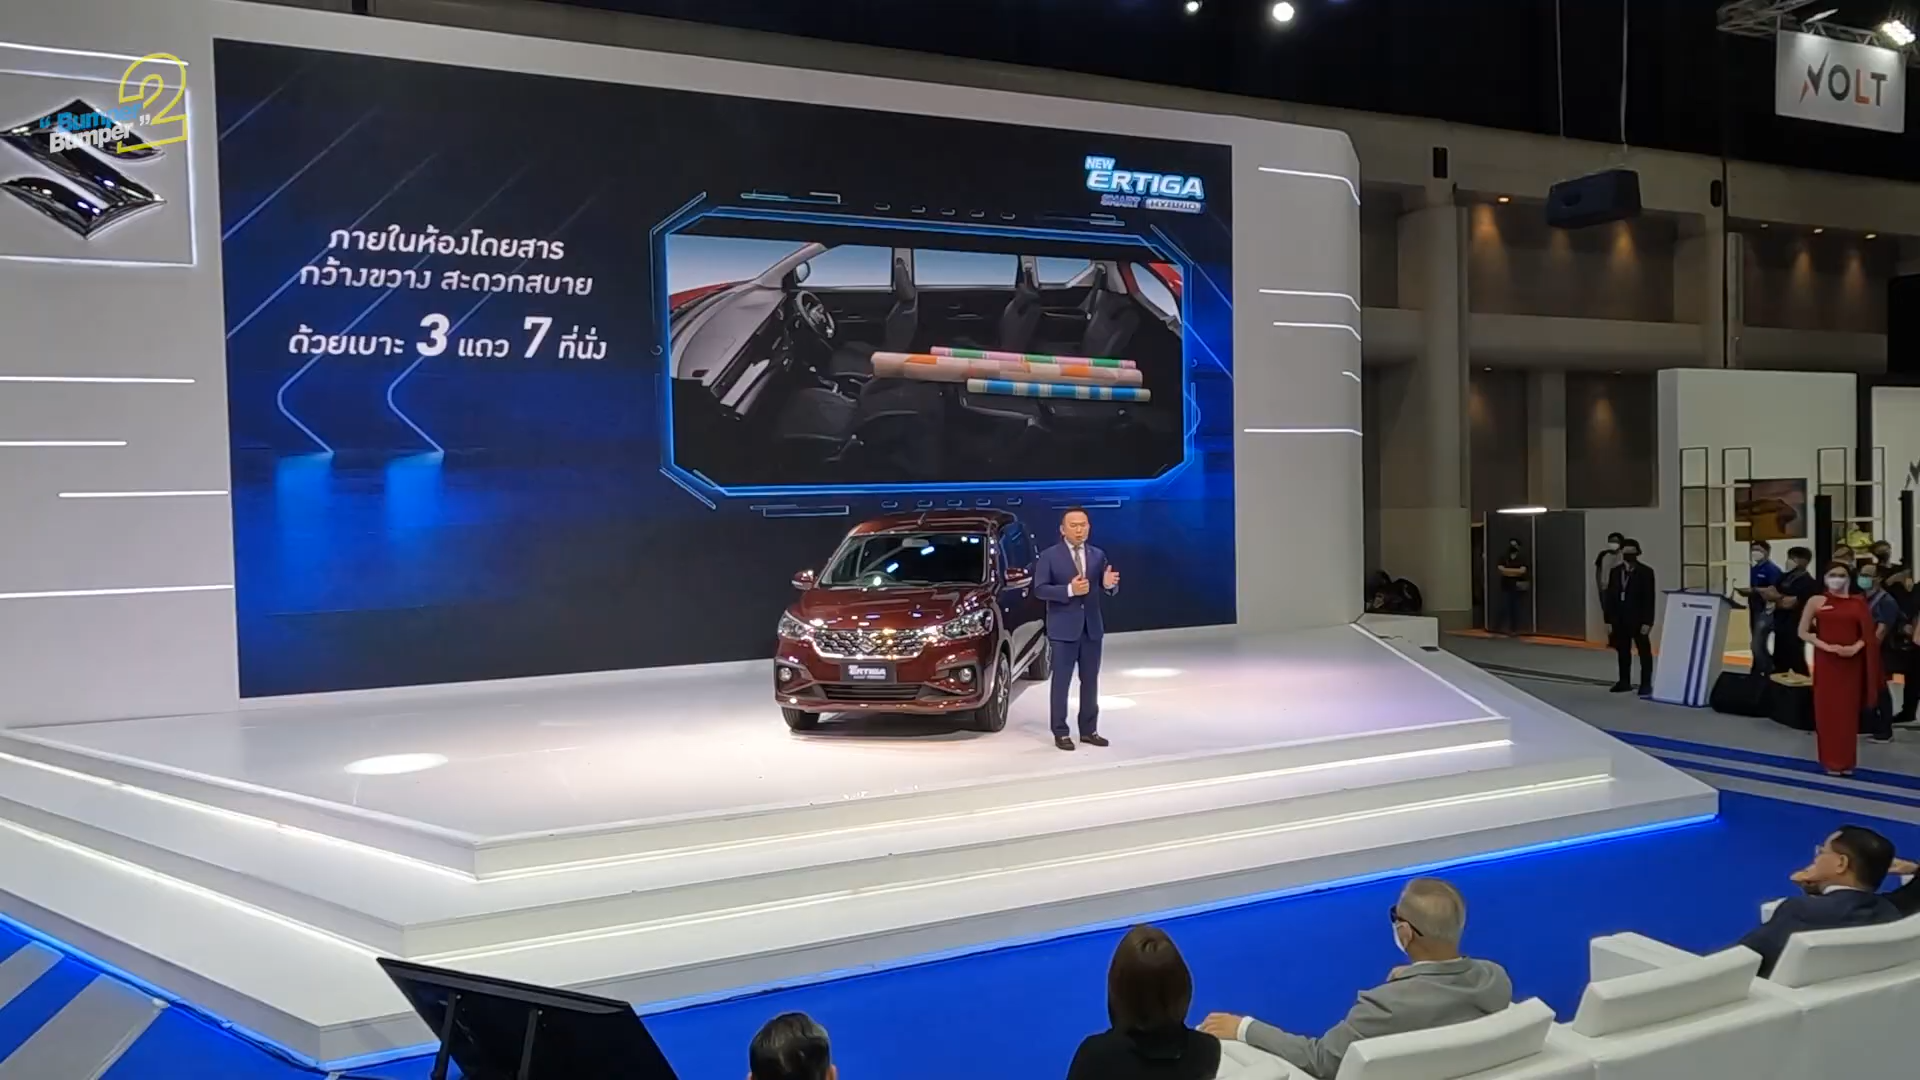 “Bumper 2
Bumper”
VOLT
NEW
ERTIGA
SMART HYBRID
ภายในห้องโดยสาร
กว้างขวาง สะดวกสบาย
ด้วยเบาะ 3 แถว 7 ที่นั่ง
ERTIGA